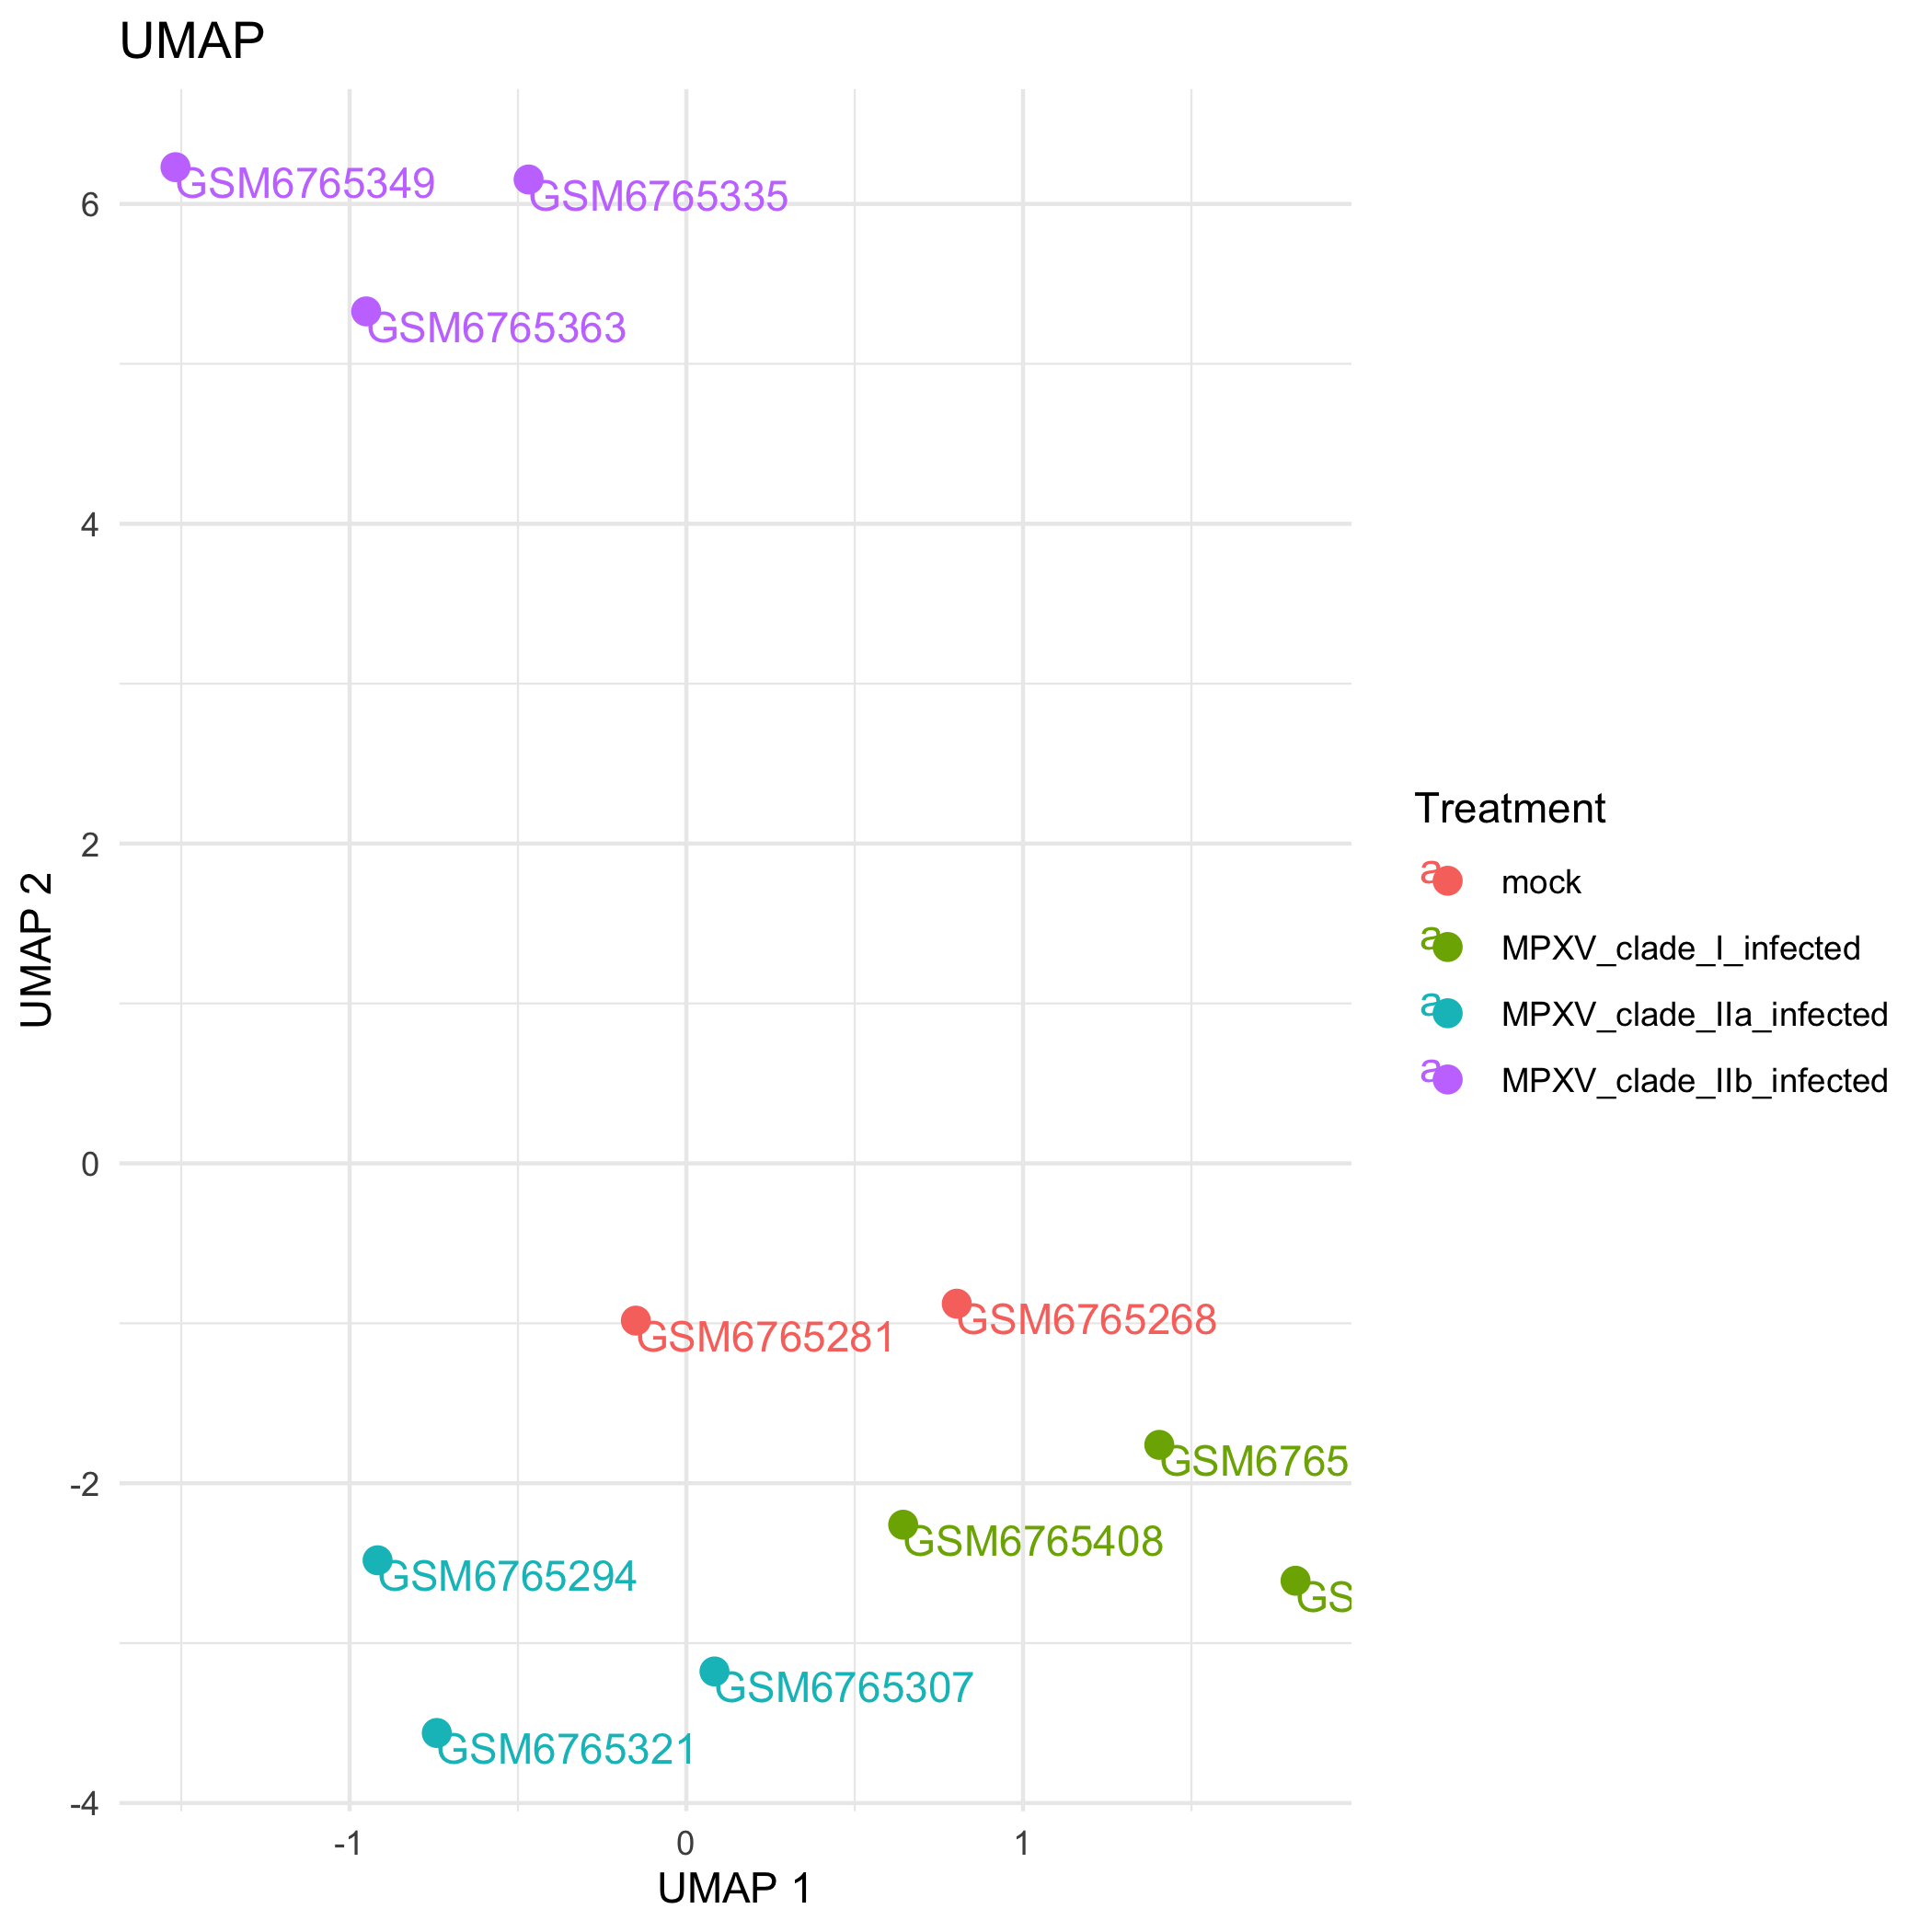 UMAP
GSM6765349
GSM6765335
6
GSM6765363
4
2
Treatment
a mock
a MPXV_clade_I_infected
a MPXV_clade_IIa_infected
a MPXV_clade_IIb_infected
UMAP 2
0
GSM6765268
GSM6765281
GSM6765
-2
GSM6765408
GSM6765294
GS
GSM6765307
GSM6765321
-4
-1 0 1
UMAP 1